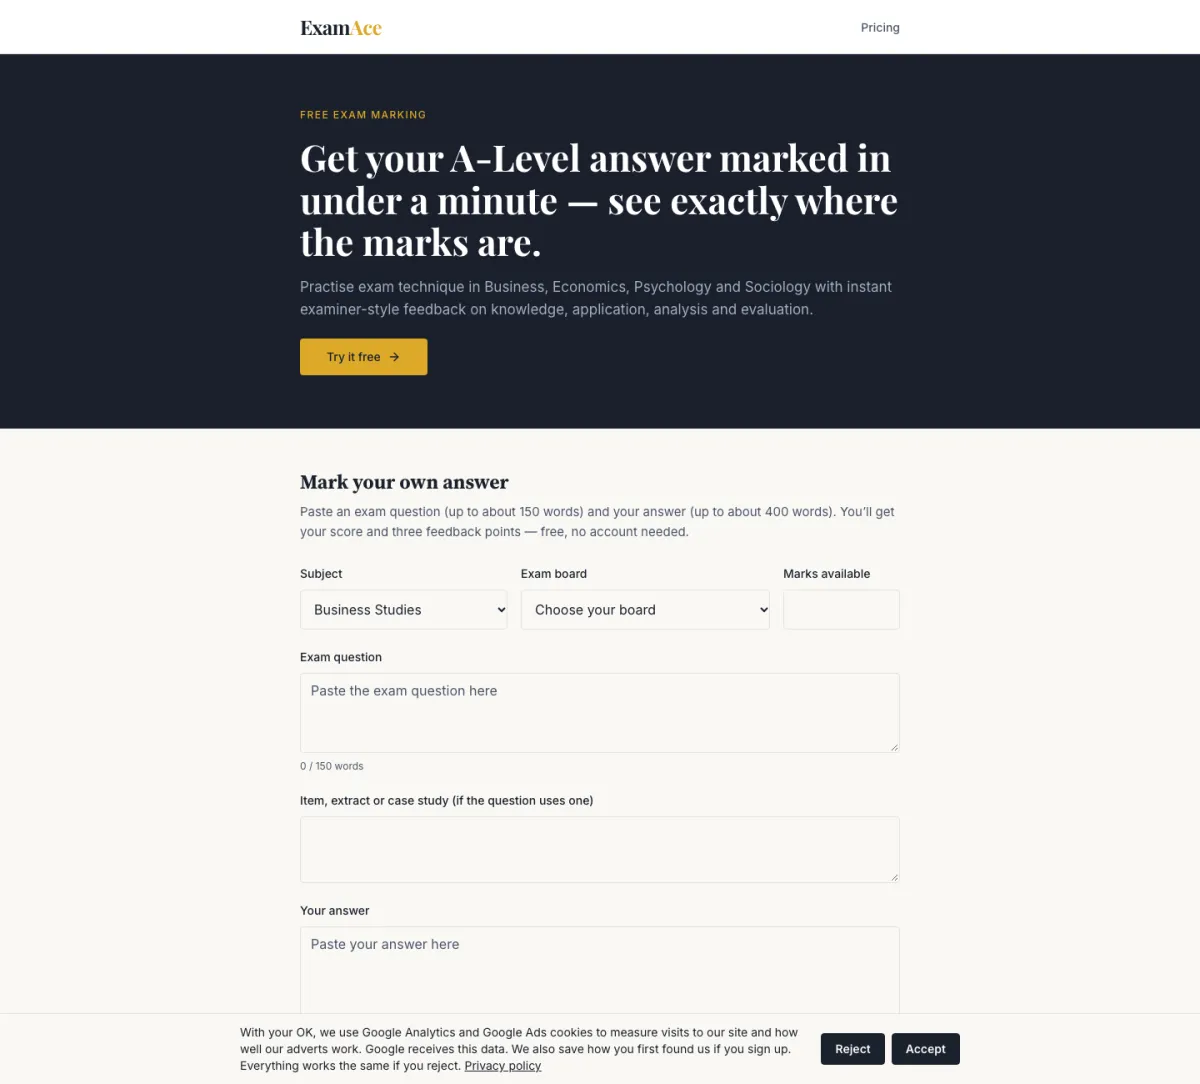 ExamAce
Pricing
FREE EXAM MARKING
Get your A-Level answer marked in
under a minute — see exactly where
the marks are.
Practise exam technique in Business, Economics, Psychology and Sociology with instant
examiner-style feedback on knowledge, application, analysis and evaluation.
Try it free →
Mark your own answer
Paste an exam question (up to about 150 words) and your answer (up to about 400 words). You’ll get
your score and three feedback points — free, no account needed.
Subject
Exam board
Marks available
Business Studies
Choose your board
Exam question
Paste the exam question here
0 / 150 words
Item, extract or case study (if the question uses one)
Your answer
Paste your answer here
With your OK, we use Google Analytics and Google Ads cookies to measure visits to our site and how
well our adverts work. Google receives this data. We also save how you first found us if you sign up.
Everything works the same if you reject. Privacy policy
Reject
Accept